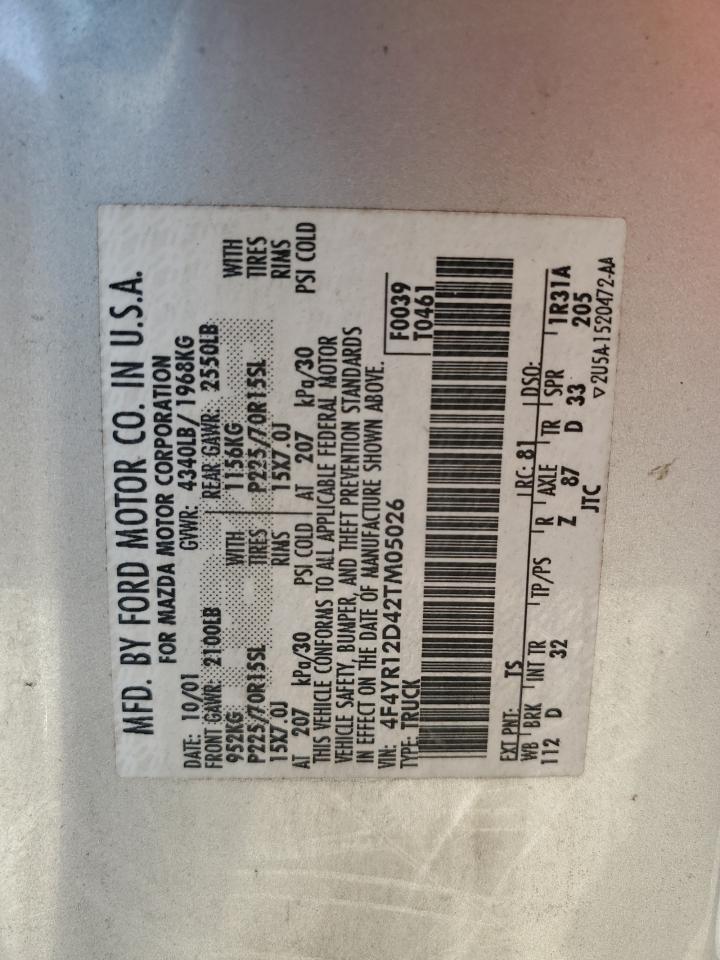 MFD. BY FORD MOTOR CO. IN U.S.A.
FOR MAZDA MOTOR CORPORATION
DATE: 10/01 GVWR: 4340LB/1968KG
FRONT GAWR: 2100LB REAR GAWR: 2550LB
952KG WITH 1156KG WITH
P225/70R15SL TIRES P225/70R15SL TIRES
15X7.0J RIMS 15X7.0J RIMS
AT 207 kPa/30 PSI COLD AT 207 kPa/30 PSI COLD
THIS VEHICLE CONFORMS TO ALL APPLICABLE FEDERAL MOTOR
VEHICLE SAFETY, BUMPER, AND THEFT PREVENTION STANDARDS
IN EFFECT ON THE DATE OF MANUFACTURE SHOWN ABOVE.
VIN: 4F4YR12D42TM05026 F0039
TYPE: TRUCK T0461
EXT PNT: TS RC: 81 DSO:
WB BRK INT TR TP/PS R AXLE TR SPR 1R31A
112 D 32 Z 87 D 33 205
JTC ▽2U5A-1520472-AA